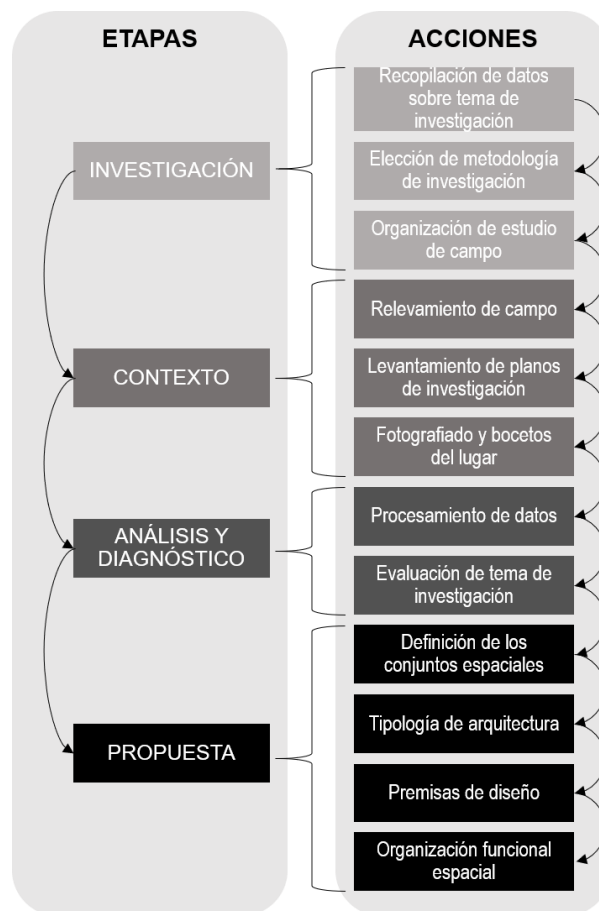 ETAPAS
ACCIONES
INVESTIGACIÓN
Recopilación de datos
sobre tema de
investigación
Elección de metodología
de investigación
Organización de estudio
de campo
CONTEXTO
Relevamiento de campo
Levantamiento de planos
de investigación
Fotografiado y bocetos
del lugar
ANÁLISIS Y
DIAGNÓSTICO
Procesamiento de datos
Evaluación de tema de
investigación
PROPUESTA
Definición de los
conjuntos espaciales
Tipología de arquitectura
Premisas de diseño
Organización funcional
espacial